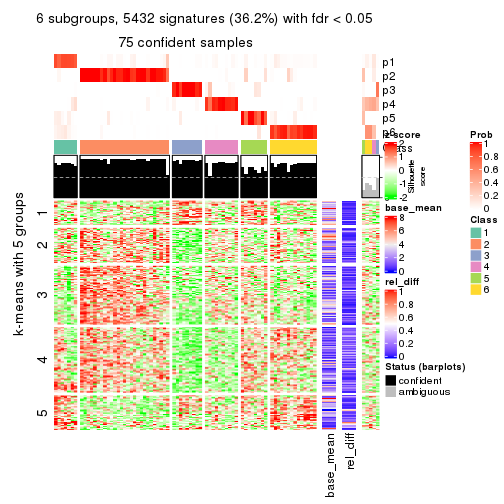 6 subgroups, 5432 signatures (36.2%) with fdr < 0.05
75 confident samples
p1
p2
p3
p4
p5
p6
Class
z-score
2
1
0
-1
-2
Silhouette
score
k-means with 5 groups
1
2
3
4
5
base_mean
rel_diff
base_mean
8
6
4
2
0
rel_diff
1
0.8
0.6
0.4
0.2
0
Status (barplots)
confident
ambiguous
Prob
1
0.8
0.6
0.4
0.2
0
Class
1
2
3
4
5
6